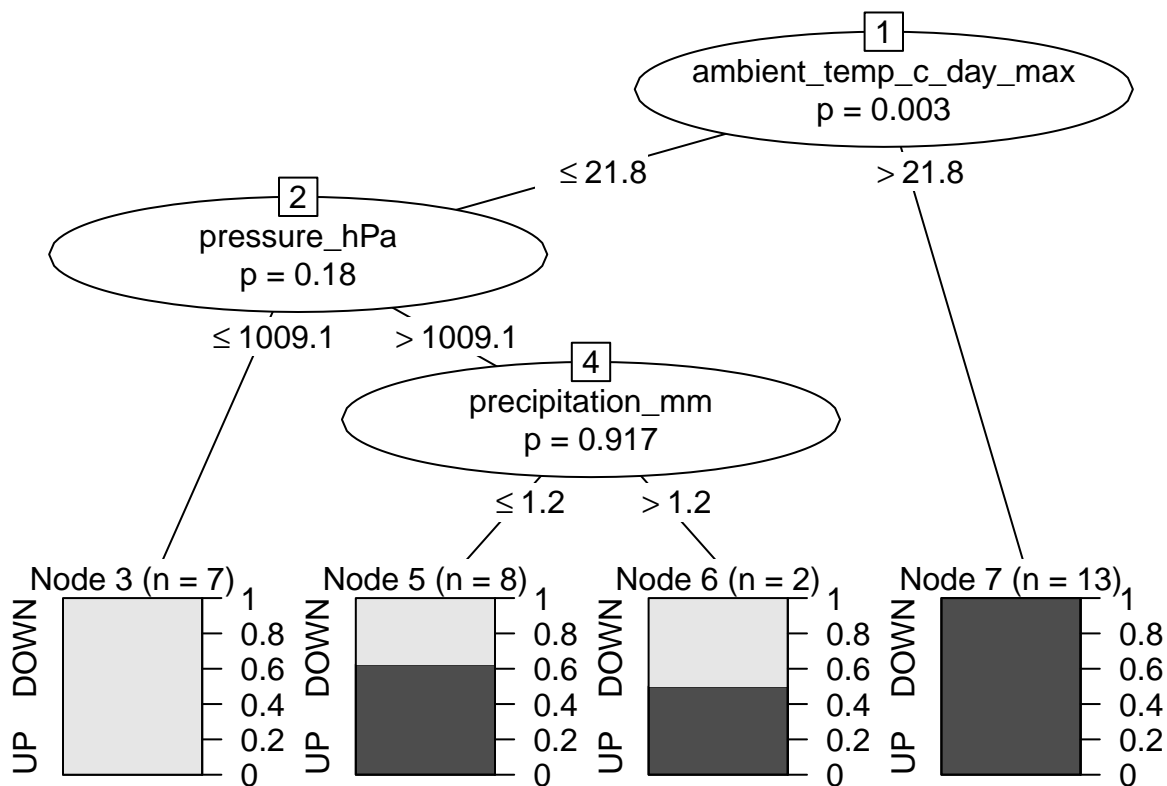 1
ambient_temp_c_day_max
p = 0.003
≤ 21.8
> 21.8
2
pressure_hPa
p = 0.18
≤ 1009.1
> 1009.1
4
precipitation_mm
p = 0.917
≤ 1.2
> 1.2
Node 3 (n = 7)
UP
DOWN
1
0.8
0.6
0.4
0.2
0
Node 5 (n = 8)
UP
DOWN
1
0.8
0.6
0.4
0.2
0
Node 6 (n = 2)
UP
DOWN
1
0.8
0.6
0.4
0.2
0
Node 7 (n = 13)
UP
DOWN
1
0.8
0.6
0.4
0.2
0